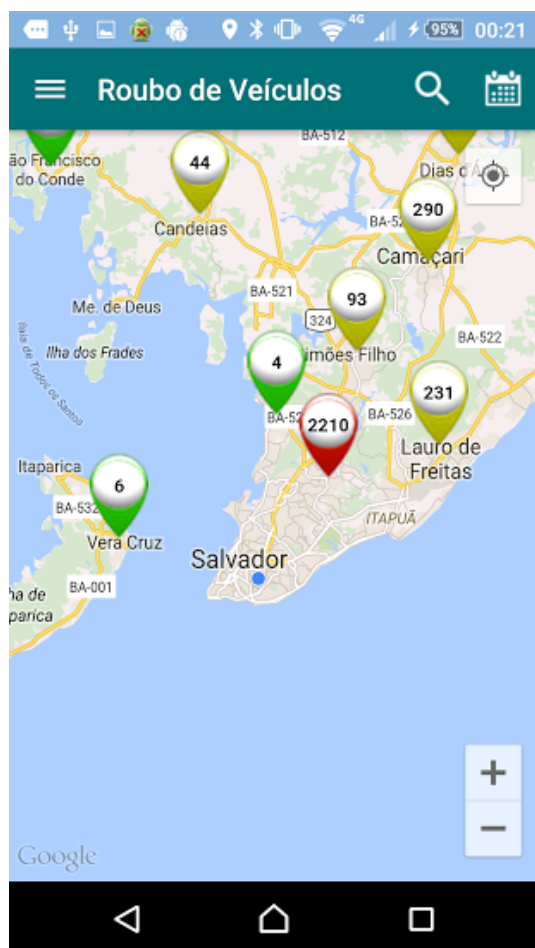 4G
95%
00:21
Roubo de Veículos
BA-512
ão Francisco
do Conde
44
Dias
290
BA-52
Candeias
Camaçari
BA-521
93
Me. de Deus
324
BA-522
Ilha dos Frades
imões Filho
4
Baía de Todos os Santos
231
BA-52
2210
BA-526
Lauro de
Freitas
Itaparica
6
BA-532
ITAPUÃ
Vera Cruz
Salvador
BA-001
ha de
parica
+
−
Google